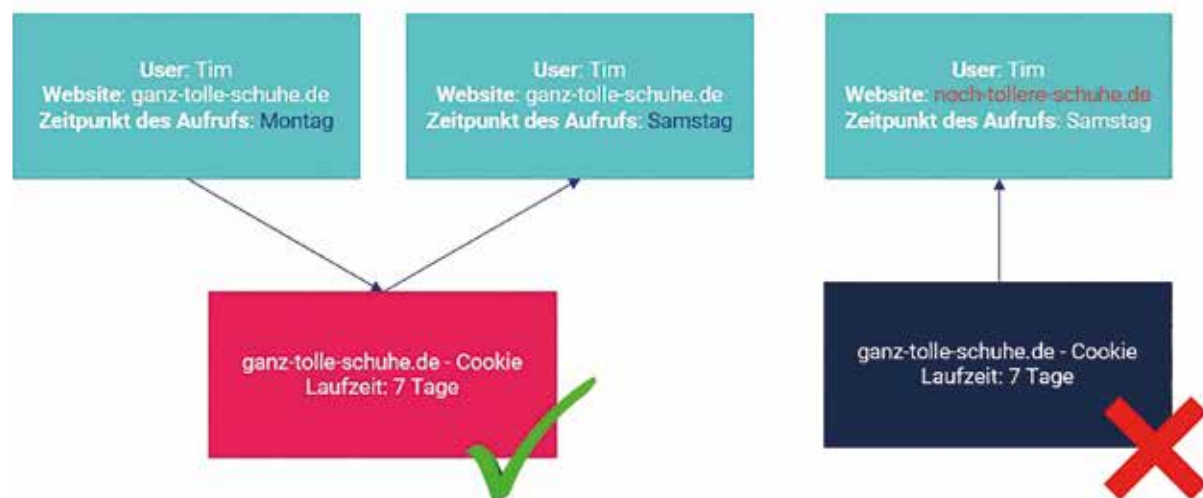 User: Tim
Website: ganz-tolle-schuhe.de
Zeitpunkt des Aufrufs: Montag
User: Tim
Website: ganz-tolle-schuhe.de
Zeitpunkt des Aufrufs: Samstag
User: Tim
Website: noch-tollere-schuhe.de
Zeitpunkt des Aufrufs: Samstag
ganz-tolle-schuhe.de - Cookie
Laufzeit: 7 Tage
ganz-tolle-schuhe.de - Cookie
Laufzeit: 7 Tage